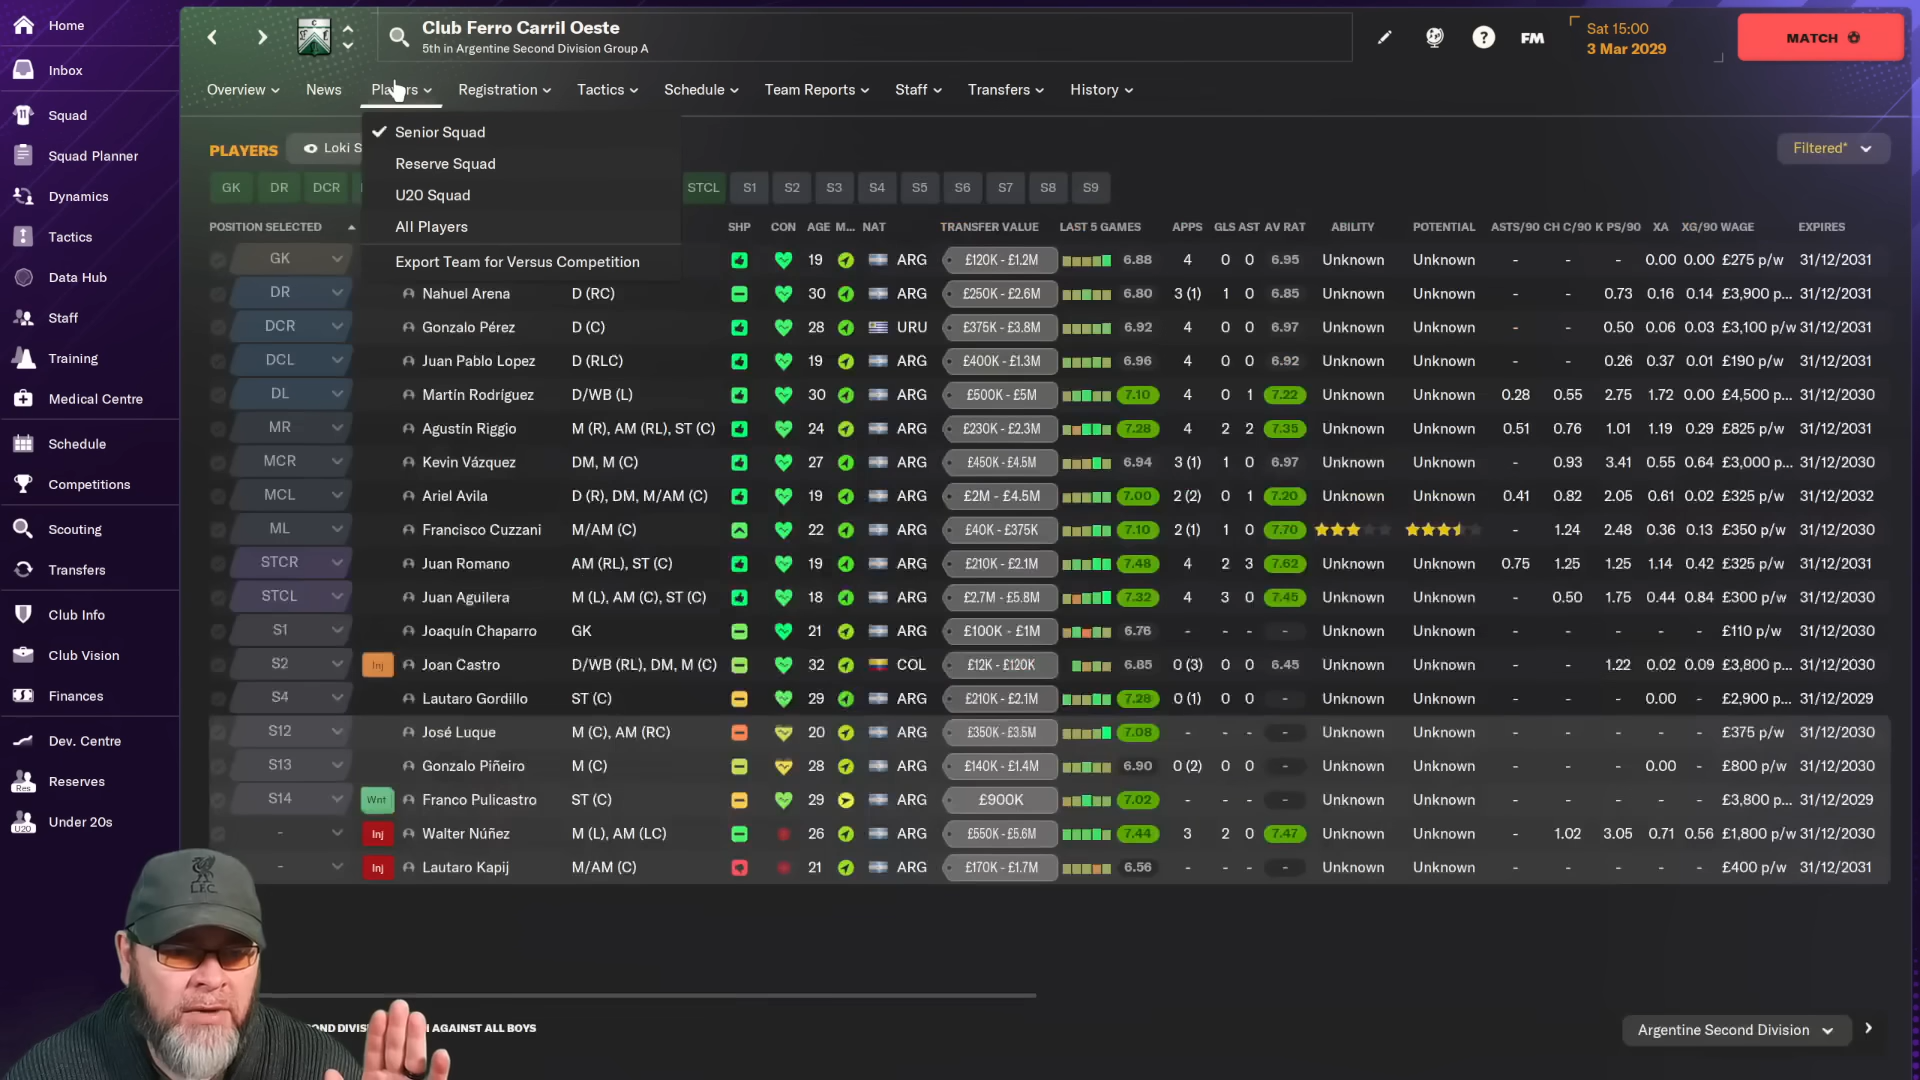 Home
Inbox
Squad
Squad Planner
Dynamics
Tactics
Data Hub
Staff
Training
Medical Centre
Schedule
Competitions
Scouting
Transfers
Club Info
Club Vision
Finances
Dev. Centre
Reserves
Under 20s
Club Ferro Carril Oeste
5th in Argentine Second Division Group A
FM
Sat 15:00
3 Mar 2029
MATCH
Overview News Players Registration Tactics Schedule Team Reports Staff Transfers History
Senior Squad
Reserve Squad
U20 Squad
All Players
Export Team for Versus Competition
PLAYERS Loki S Filtered*
GK DR DCR STCL S1 S2 S3 S4 S5 S6 S7 S8 S9
POSITION SELECTED SHP CON AGE M... NAT TRANSFER VALUE LAST 5 GAMES APPS GLS AST AV RAT ABILITY POTENTIAL ASTS/90 CH C/90 K PS/90 XA XG/90 WAGE EXPIRES
GK 19 ARG £120K - £1.2M 6.88 4 0 0 6.95 Unknown Unknown - - - 0.00 0.00 £275 p/w 31/12/2031
DR Nahuel Arena D (RC) 30 ARG £250K - £2.6M 6.80 3 (1) 1 0 6.85 Unknown Unknown - - 0.73 0.16 0.14 £3,900 p... 31/12/2031
DCR Gonzalo Pérez D (C) 28 URU £375K - £3.8M 6.92 4 0 0 6.97 Unknown Unknown - - 0.50 0.06 0.03 £3,100 p/w 31/12/2031
DCL Juan Pablo Lopez D (RLC) 19 ARG £400K - £1.3M 6.96 4 0 0 6.92 Unknown Unknown - - 0.26 0.37 0.01 £190 p/w 31/12/2031
DL Martín Rodríguez D/WB (L) 30 ARG £500K - £5M 7.10 4 0 1 7.22 Unknown Unknown 0.28 0.55 2.75 1.72 0.00 £4,500 p... 31/12/2031
MR Agustín Riggio M (R), AM (RL), ST (C) 24 ARG £230K - £2.3M 7.28 4 2 2 7.35 Unknown Unknown 0.51 0.76 1.01 1.19 0.29 £825 p/w 31/12/2031
MCR Kevin Vázquez DM, M (C) 27 ARG £450K - £4.5M 6.94 3 (1) 1 0 6.97 Unknown Unknown - 0.93 3.41 0.55 0.64 £3,000 p... 31/12/2030
MCL Ariel Avila D (R), DM, M/AM (C) 19 ARG £2M - £4.5M 7.00 2 (2) 0 1 7.20 Unknown Unknown 0.41 0.82 2.05 0.61 0.02 £325 p/w 31/12/2032
ML Francisco Cuzzani M/AM (C) 22 ARG £40K - £375K 7.10 2 (1) 1 0 7.70 - 1.24 2.48 0.36 0.13 £350 p/w 31/12/2030
STCR Juan Romano AM (RL), ST (C) 19 ARG £210K - £2.1M 7.48 4 2 3 7.62 Unknown Unknown 0.75 1.25 1.25 1.14 0.42 £325 p/w 31/12/2031
STCL Juan Aguilera M (L), AM (C), ST (C) 18 ARG £2.7M - £5.8M 7.32 4 3 0 7.45 Unknown Unknown - 0.50 1.75 0.44 0.84 £300 p/w 31/12/2030
S1 Joaquín Chaparro GK 21 ARG £100K - £1M 6.76 - - - - Unknown Unknown - - - - - £110 p/w 31/12/2030
S2 Inj Joan Castro D/WB (RL), DM, M (C) 32 COL £12K - £120K 6.85 0 (3) 0 0 6.45 Unknown Unknown - - 1.22 0.02 0.09 £3,800 p... 31/12/2030
S4 Lautaro Gordillo ST (C) 29 ARG £210K - £2.1M 7.28 0 (1) 0 0 - Unknown Unknown - - - 0.00 - £2,900 p... 31/12/2029
S12 José Luque M (C), AM (RC) 20 ARG £350K - £3.5M 7.08 - - - - Unknown Unknown - - - - - £375 p/w 31/12/2030
S13 Gonzalo Piñeiro M (C) 28 ARG £140K - £1.4M 6.90 0 (2) 0 0 - Unknown Unknown - - - 0.00 - £800 p/w 31/12/2030
S14 Wnt Franco Pulicastro ST (C) 29 ARG £900K 7.02 - - - - Unknown Unknown - - - - - £3,800 p... 31/12/2029
- Inj Walter Núñez M (L), AM (LC) 26 ARG £550K - £5.6M 7.44 3 2 0 7.47 Unknown Unknown - 1.02 3.05 0.71 0.56 £1,800 p/w 31/12/2030
- Inj Lautaro Kapij M/AM (C) 21 ARG £170K - £1.7M 6.56 - - - - Unknown Unknown - - - - - £400 p/w 31/12/2031
L.F.C.
AGAINST ALL BOYS
Argentine Second Division